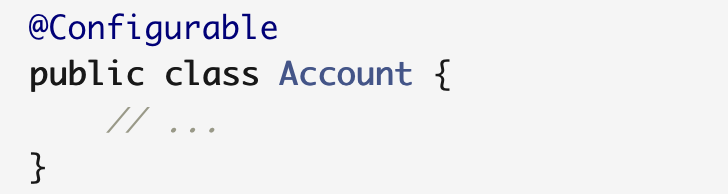 @Configurable
public class Account {
    // ...
}